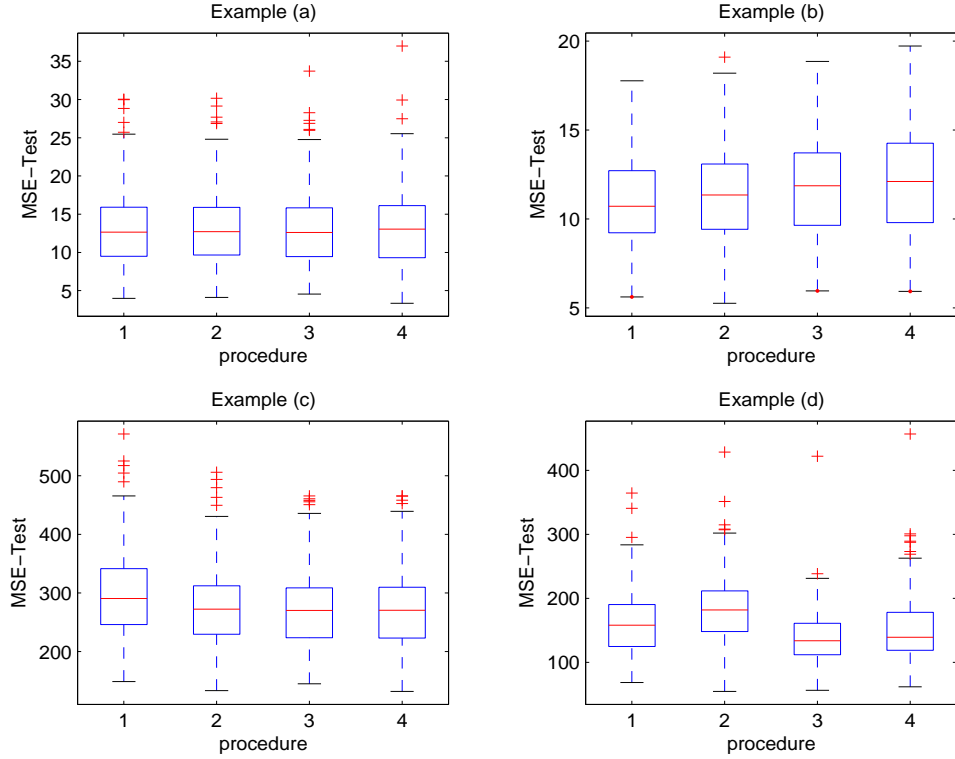 Example (a)
MSE−Test
35
30
25
20
15
10
5
1 2 3 4
procedure
Example (b)
MSE−Test
20
15
10
5
1 2 3 4
procedure
Example (c)
MSE−Test
500
400
300
200
1 2 3 4
procedure
Example (d)
MSE−Test
400
300
200
100
1 2 3 4
procedure